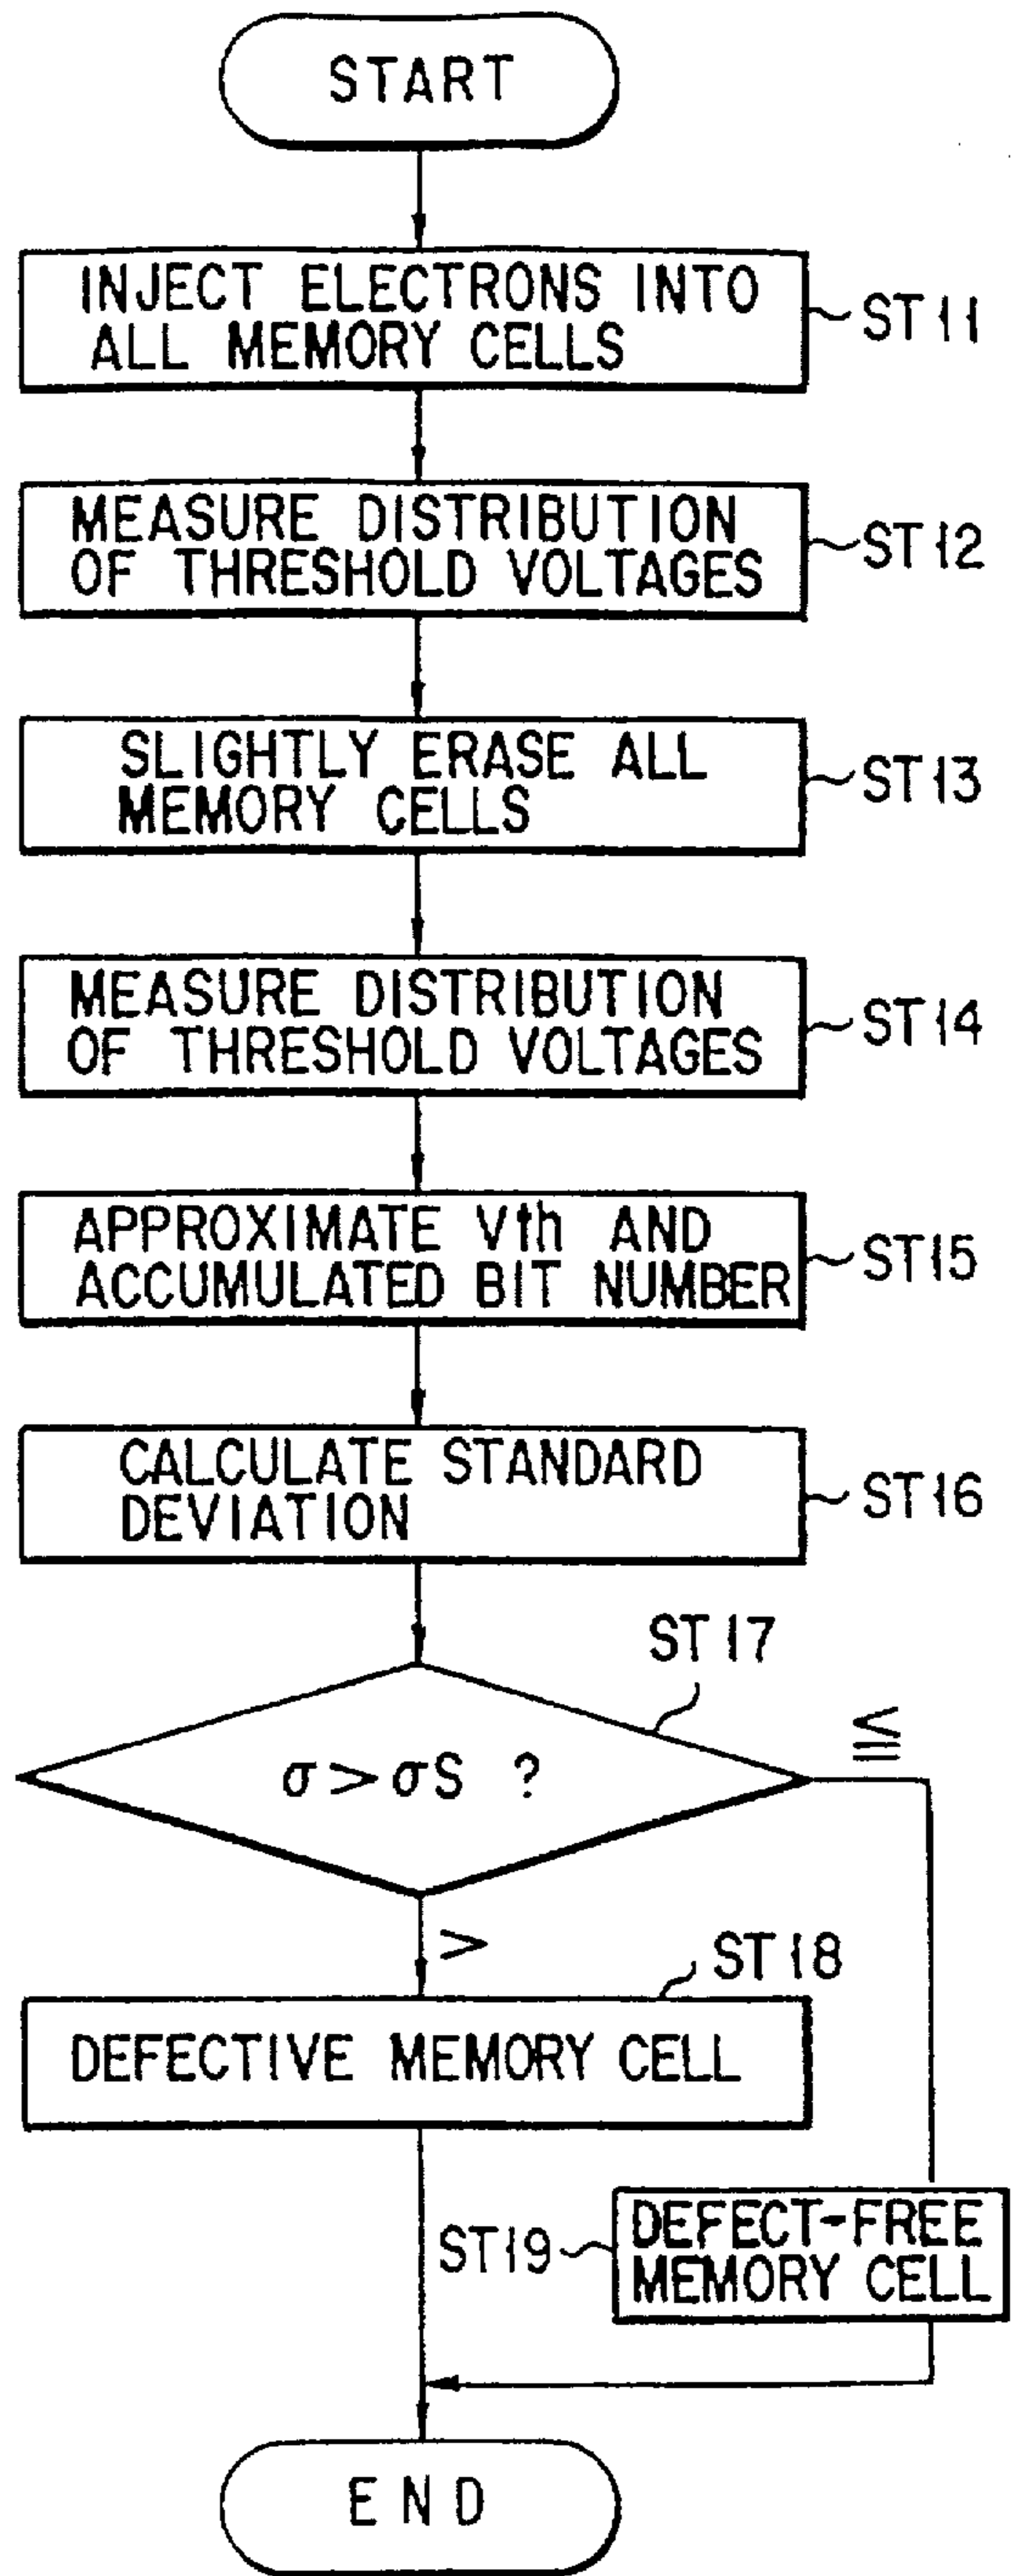 START
INJECT ELECTRONS INTO
ALL MEMORY CELLS
ST11
MEASURE DISTRIBUTION
OF THRESHOLD VOLTAGES
ST12
SLIGHTLY ERASE ALL
MEMORY CELLS
ST13
MEASURE DISTRIBUTION
OF THRESHOLD VOLTAGES
ST14
APPROXIMATE Vth AND
ACCUMULATED BIT NUMBER
ST15
CALCULATE STANDARD
DEVIATION
ST16
ST17
σ > σS ?
≦
>
ST18
DEFECTIVE MEMORY CELL
ST19
DEFECT-FREE
MEMORY CELL
END